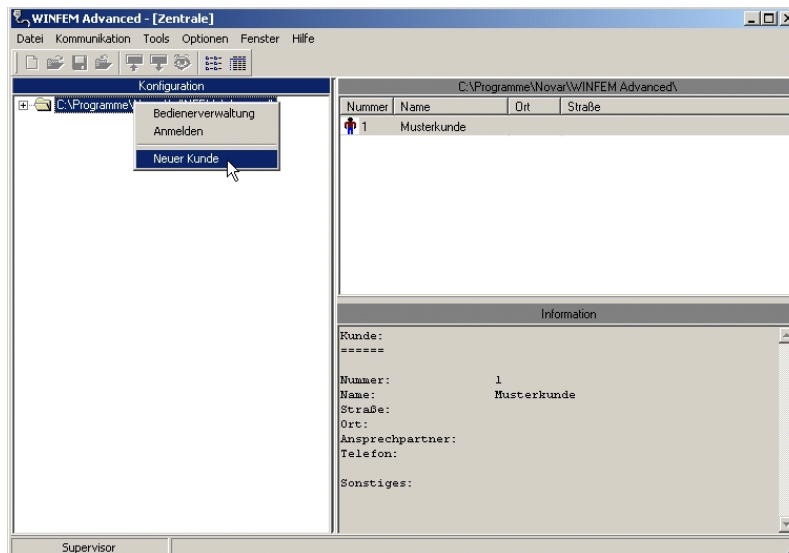 WINFEM Advanced - [Zentrale]
Datei Kommunikation Tools Optionen Fenster Hilfe
Konfiguration
C:\Programme\
Bedienerverwaltung
Anmelden
Neuer Kunde
C:\Programme\Novar\WINFEM Advanced\
Nummer Name Ort Straße
1 Musterkunde
Information
Kunde:
======
Nummer: 1
Name: Musterkunde
Straße:
Ort:
Ansprechpartner:
Telefon:
Sonstiges:
Supervisor